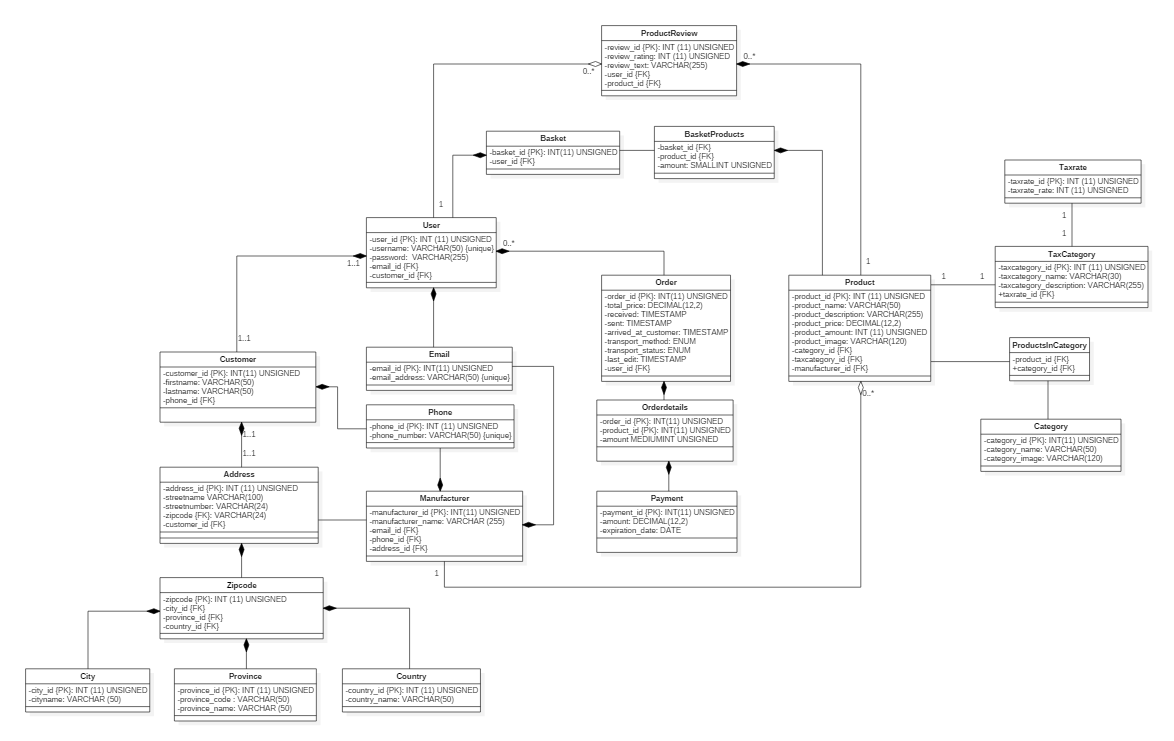 ProductReview
-review_id {PK}: INT (11) UNSIGNED
-review_rating: INT (11) UNSIGNED
-review_text: VARCHAR(255)
-user_id {FK}
-product_id {FK}
0..*
0..*
Basket
-basket_id {PK}: INT(11) UNSIGNED
-user_id {FK}
BasketProducts
-basket_id {FK}
-product_id {FK}
-amount: SMALLINT UNSIGNED
Taxrate
-taxrate_id {PK}: INT (11) UNSIGNED
-taxrate_rate: INT (11) UNSIGNED
1
1
1
User
-user_id {PK}: INT (11) UNSIGNED
-username: VARCHAR(50) {unique}
-password:  VARCHAR(255)
-email_id {FK}
-customer_id {FK}
0..*
1..1
1
TaxCategory
-taxcategory_id {PK}: INT (11) UNSIGNED
-taxcategory_name: VARCHAR(30)
-taxcategory_description: VARCHAR(255)
+taxrate_id {FK}
1
1
Order
-order_id {PK}: INT(11) UNSIGNED
-total_price: DECIMAL(12,2)
-received: TIMESTAMP
-sent: TIMESTAMP
-arrived_at_customer: TIMESTAMP
-transport_method: ENUM
-transport_status: ENUM
-last_edit: TIMESTAMP
-user_id {FK}
Product
-product_id {PK}: INT (11) UNSIGNED
-product_name: VARCHAR(50)
-product_description: VARCHAR(255)
-product_price: DECIMAL(12,2)
-product_amount: INT (11) UNSIGNED
-product_image: VARCHAR(120)
-category_id {FK}
-taxcategory_id {FK}
-manufacturer_id {FK}
0..*
ProductsInCategory
-product_id {FK}
+category_id {FK}
1..1
Customer
-customer_id {PK}: INT(11) UNSIGNED
-firstname: VARCHAR(50)
-lastname: VARCHAR(50)
-phone_id {FK}
Email
-email_id {PK}: INT(11) UNSIGNED
-email_address: VARCHAR(50) {unique}
Phone
-phone_id {PK}: INT (11) UNSIGNED
-phone_number: VARCHAR(50) {unique}
Orderdetails
-order_id {PK}: INT(11) UNSIGNED
-product_id {PK}: INT(11) UNSIGNED
-amount MEDIUMINT UNSIGNED
Category
-category_id {PK}: INT(11) UNSIGNED
-category_name: VARCHAR(50)
-category_image: VARCHAR(120)
1..1
1..1
Address
-address_id {PK}: INT (11) UNSIGNED
-streetname VARCHAR(100)
-streetnumber: VARCHAR(24)
-zipcode {FK}: VARCHAR(24)
-customer_id {FK}
Manufacturer
-manufacturer_id {PK}: INT(11) UNSIGNED
-manufacturer_name: VARCHAR (255)
-email_id {FK}
-phone_id {FK}
-address_id {FK}
1
Payment
-payment_id {PK}: INT(11) UNSIGNED
-amount: DECIMAL(12,2)
-expiration_date: DATE
Zipcode
-zipcode {PK}: INT (11) UNSIGNED
-city_id {FK}
-province_id {FK}
-country_id {FK}
City
-city_id {PK}: INT (11) UNSIGNED
-cityname: VARCHAR (50)
Province
-province_id {PK}: INT (11) UNSIGNED
-province_code : VARCHAR(50)
-province_name: VARCHAR (50)
Country
-country_id {PK}: INT (11) UNSIGNED
-country_name: VARCHAR(50)